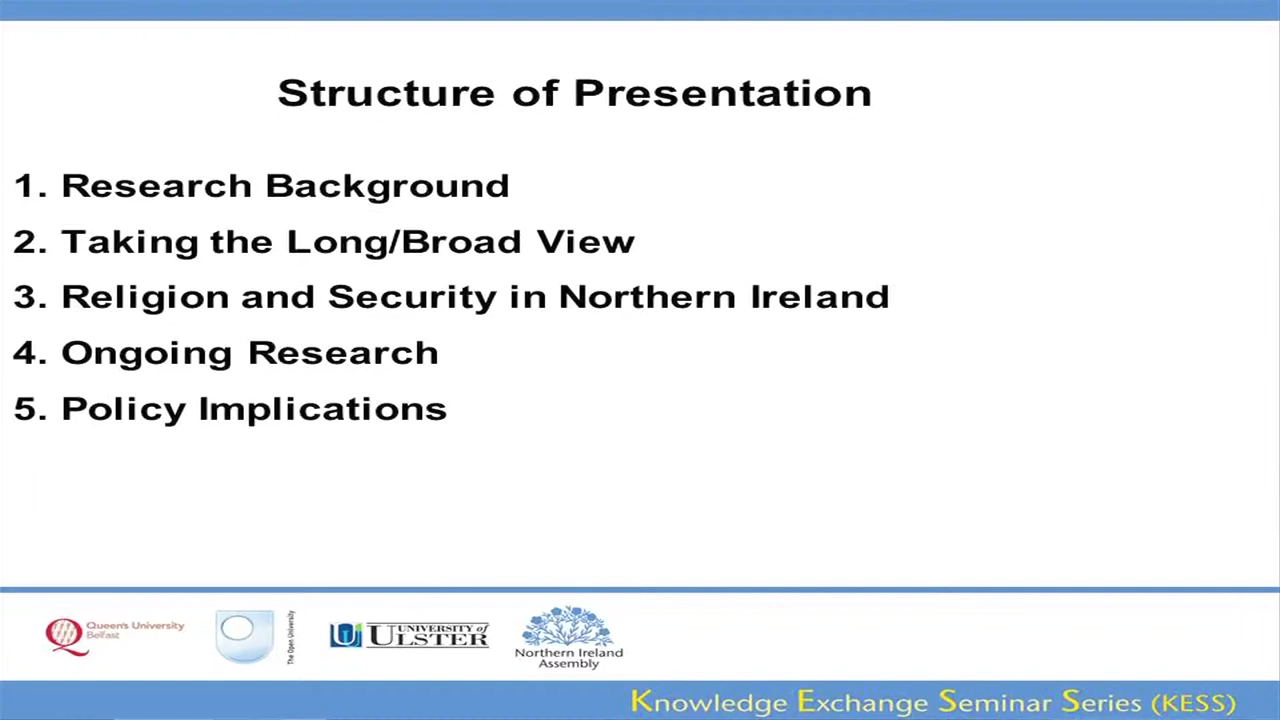 Structure of Presentation
1. Research Background
2. Taking the Long/Broad View
3. Religion and Security in Northern Ireland
4. Ongoing Research
5. Policy Implications
Queen's University
Belfast
The Open University
UNIVERSITY of
ULSTER
Northern Ireland
Assembly
Knowledge Exchange Seminar Series (KESS)